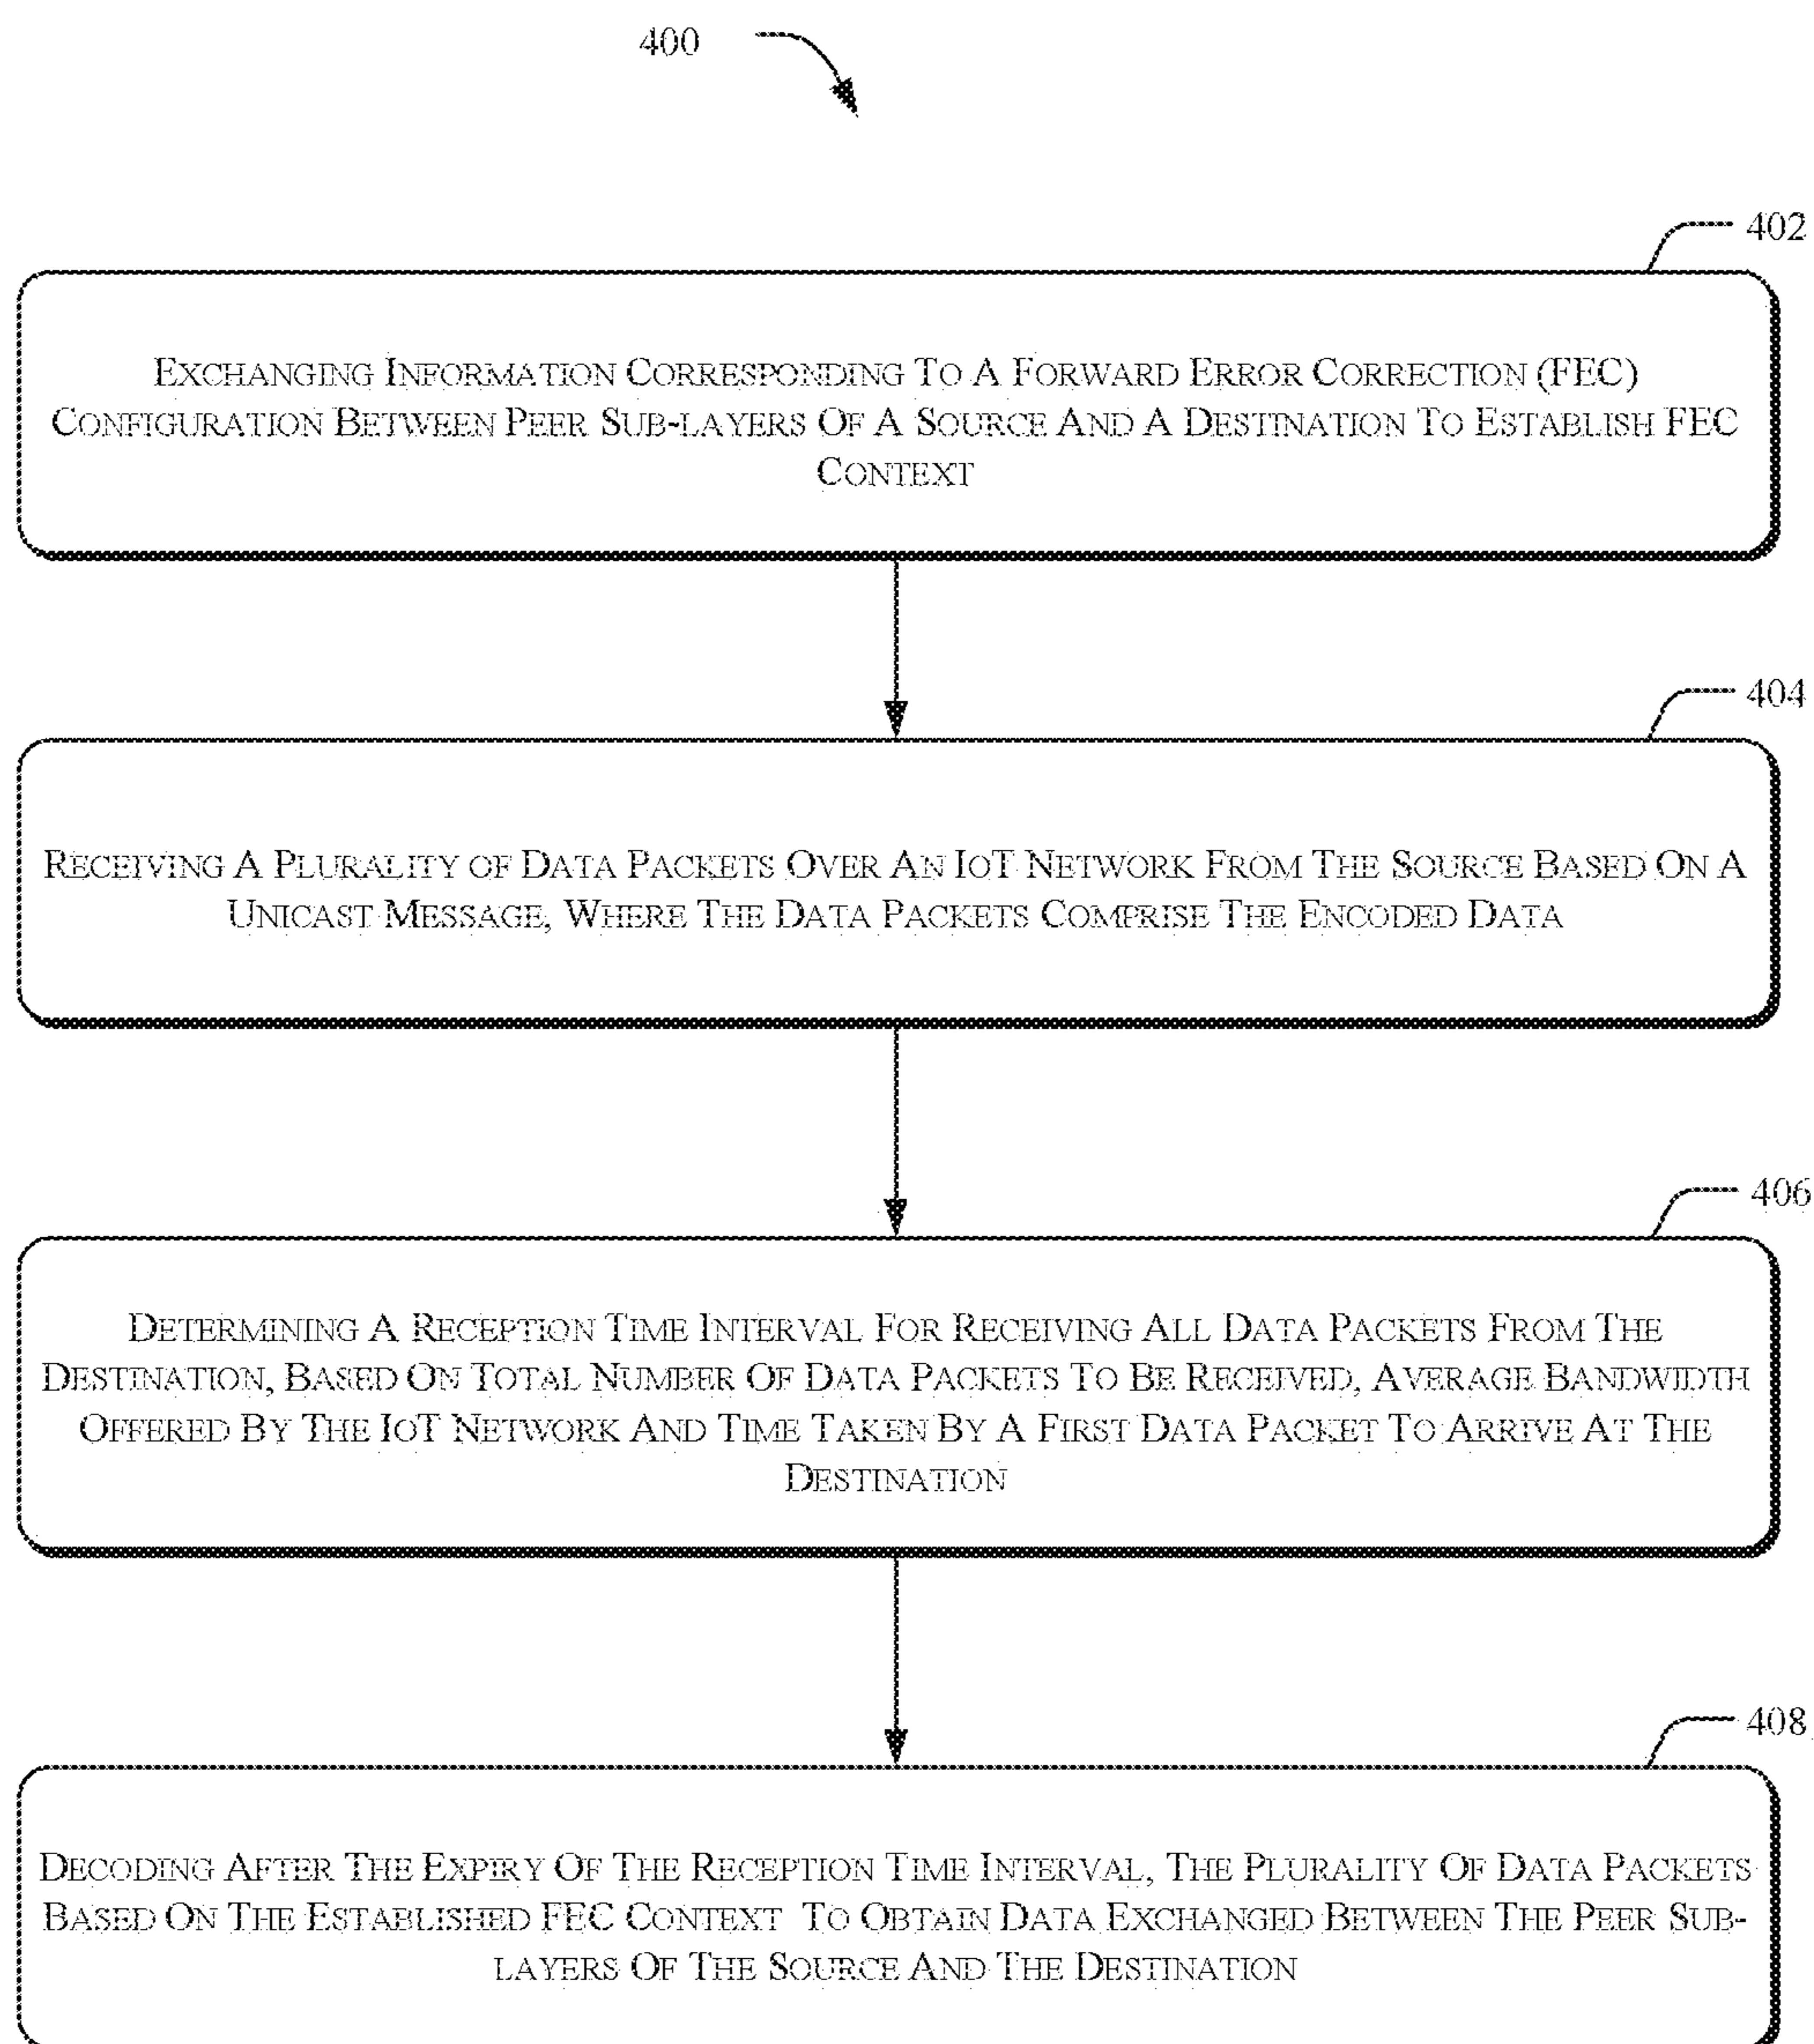 400
402
EXCHANGING INFORMATION CORRESPONDING TO A FORWARD ERROR CORRECTION (FEC)
CONFIGURATION BETWEEN PEER SUB-LAYERS OF A SOURCE AND A DESTINATION TO ESTABLISH FEC
CONTEXT
404
RECEIVING A PLURALITY OF DATA PACKETS OVER AN IOT NETWORK FROM THE SOURCE BASED ON A
UNICAST MESSAGE, WHERE THE DATA PACKETS COMPRISE THE ENCODED DATA
406
DETERMINING A RECEPTION TIME INTERVAL FOR RECEIVING ALL DATA PACKETS FROM THE
DESTINATION, BASED ON TOTAL NUMBER OF DATA PACKETS TO BE RECEIVED, AVERAGE BANDWIDTH
OFFERED BY THE IOT NETWORK AND TIME TAKEN BY A FIRST DATA PACKET TO ARRIVE AT THE
DESTINATION
408
DECODING AFTER THE EXPIRY OF THE RECEPTION TIME INTERVAL, THE PLURALITY OF DATA PACKETS
BASED ON THE ESTABLISHED FEC CONTEXT TO OBTAIN DATA EXCHANGED BETWEEN THE PEER SUB-
LAYERS OF THE SOURCE AND THE DESTINATION